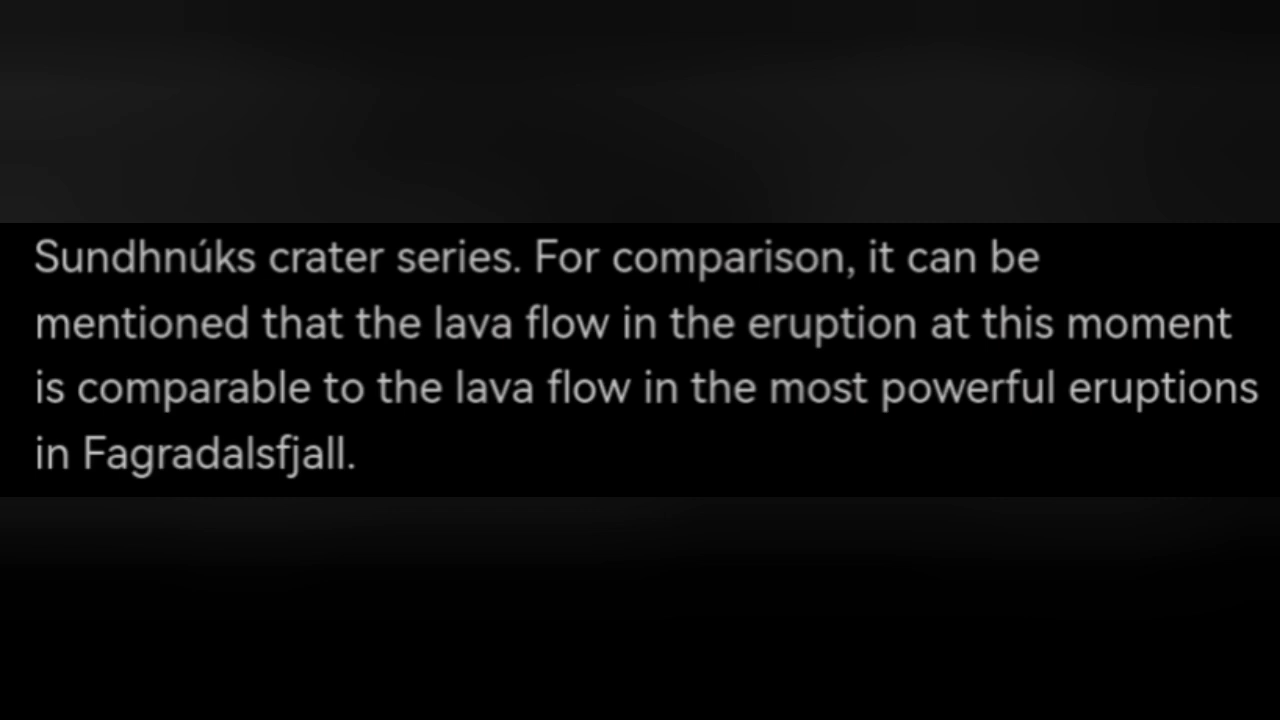 Sundhnúks crater series. For comparison, it can be
mentioned that the lava flow in the eruption at this moment
is comparable to the lava flow in the most powerful eruptions
in Fagradalsfjall.